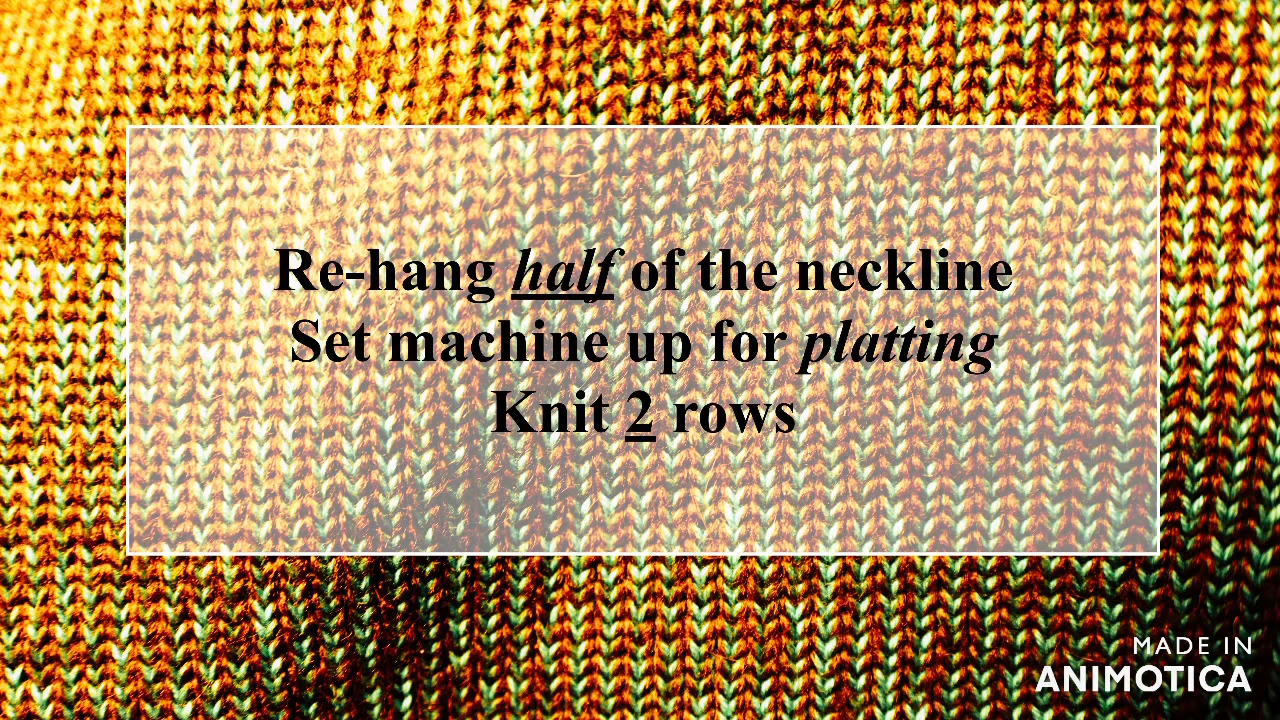 Re-hang half of the neckline
Set machine up for platting
Knit 2 rows
MADE IN
ANIMOTICA